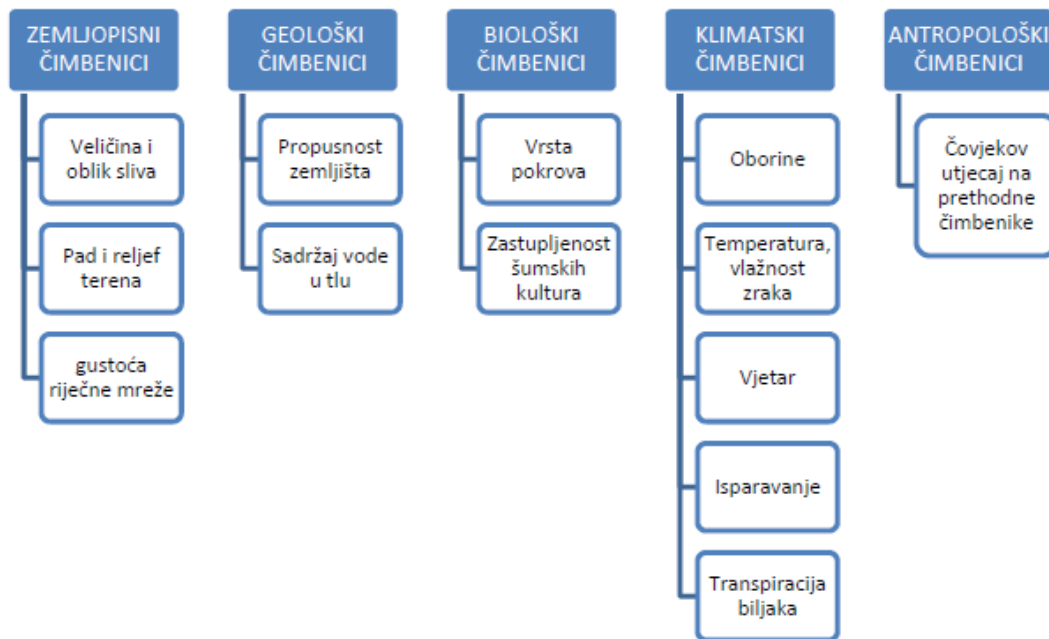 ZEMLJOPISNI
ČIMBENICI
Veličina i
oblik sliva
Pad i reljef
terena
gustoća
riječne mreže
GEOLOŠKI
ČIMBENICI
Propusnost
zemljišta
Sadržaj vode
u tlu
BIOLOŠKI
ČIMBENICI
Vrsta
pokrova
Zastupljenost
šumskih
kultura
KLIMATSKI
ČIMBENICI
Oborine
Temperatura,
vlažnost
zraka
Vjetar
Isparavanje
Transpiracija
biljaka
ANTROPOLOŠKI
ČIMBENICI
Čovjekov
utjecaj na
prethodne
čimbenike